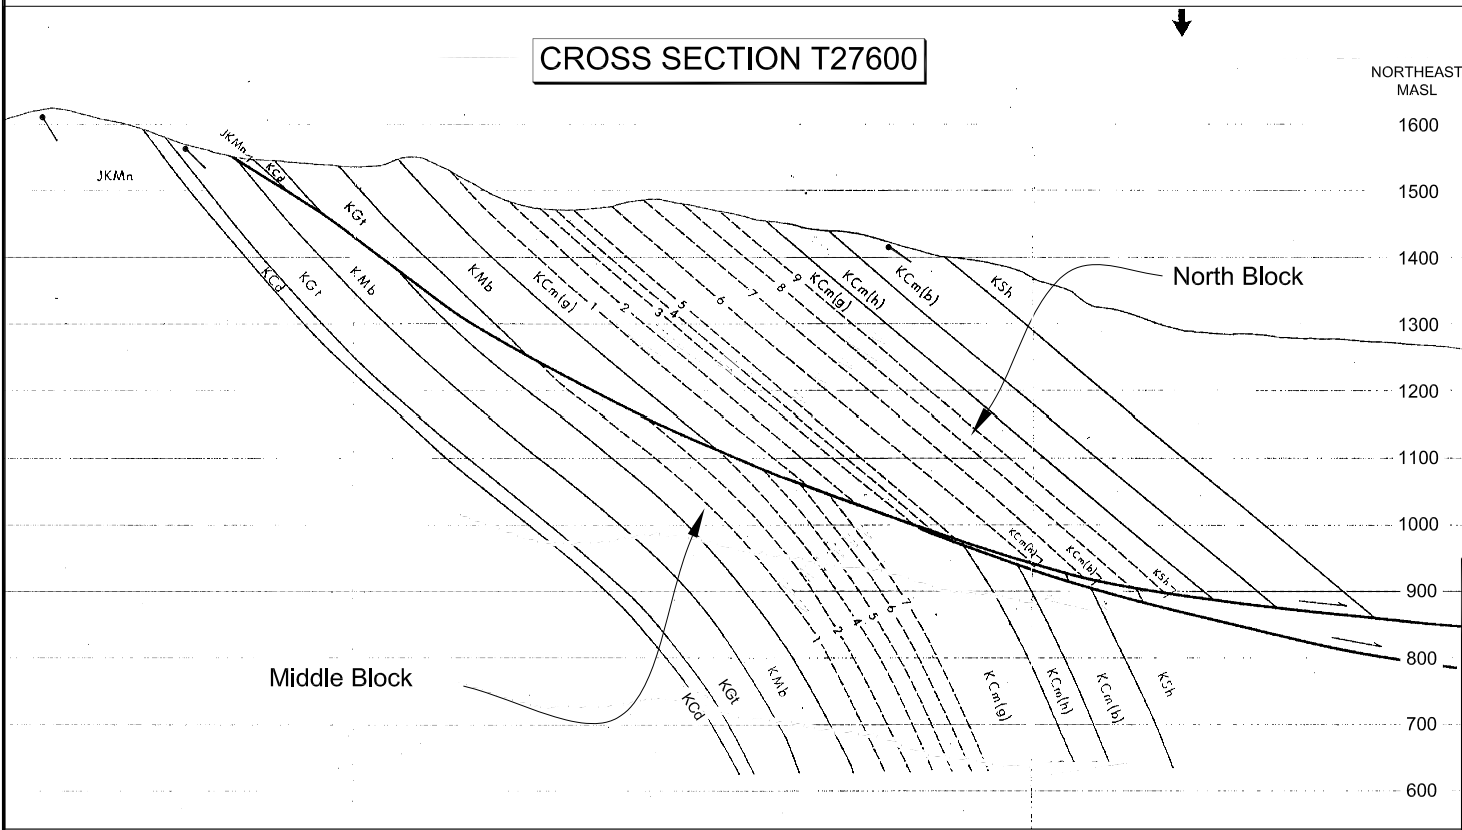 CROSS SECTION T27600
NORTHEAST
MASL
1600
1500
1400
1300
1200
1100
1000
900
800
700
600
JKMn
JKMn
KCd
KGt
KCd
KGt
KMb
KMb
KCm(g)
1
2
3
4
5
6
7
8
9
KCm(g)
KCm(h)
KCm(b)
KSh
North Block
KCm(h)
KCm(b)
KSh
Middle Block
1
2
4
5
6
7
KCd
KGt
KMb
KCm(g)
KCm(h)
KCm(b)
KSh